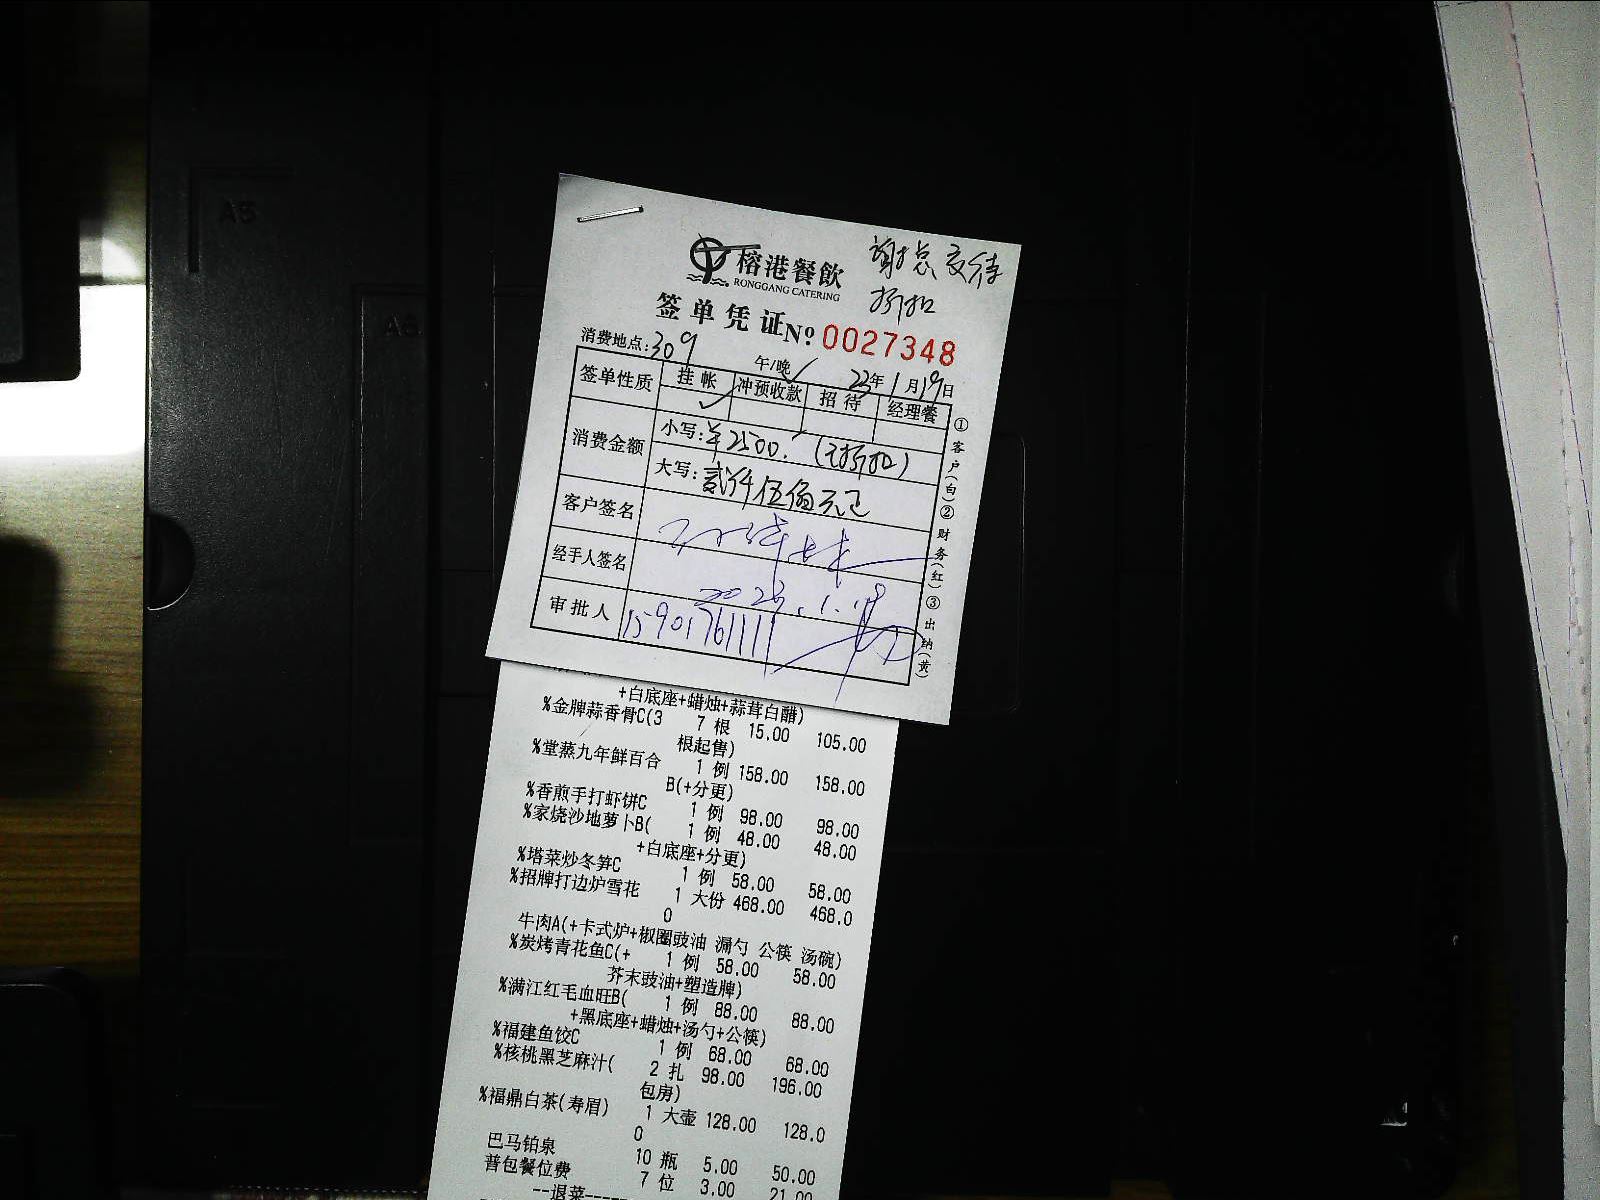 谢总交待
折扣
榕港餐飲
RONGGANG CATERING
签单凭证 Nº 0027348
消费地点:309 午/晚✓ 23年1月19日
签单性质 挂帐 冲预收款 招待 经理餐
✓
消费金额 小写:¥2500. (已折扣)
大写:贰仟伍佰元正
客户签名
经手人签名
审批人 15901761111
①客户(白)②财务(红)③出纳(黄)
+白底座+蜡烛+蒜茸白醋)
%金牌蒜香骨C(3 7 根 15.00 105.00
根起售)
%堂蒸九年鲜百合 1 例 158.00 158.00
B(+分更)
%香煎手打虾饼C 1 例 98.00 98.00
%家烧沙地萝卜B( 1 例 48.00 48.00
+白底座+分更)
%塔菜炒冬笋C 1 例 58.00 58.00
%招牌打边炉雪花 1 大份 468.00 468.0
0
牛肉A(+卡式炉+椒圈豉油 漏勺 公筷 汤碗)
%炭烤青花鱼C(+ 1 例 58.00 58.00
芥末豉油+塑造牌)
%满江红毛血旺B( 1 例 88.00 88.00
+黑底座+蜡烛+汤勺+公筷)
%福建鱼饺C 1 例 68.00 68.00
%核桃黑芝麻汁( 2 扎 98.00 196.00
包房)
%福鼎白茶(寿眉) 1 大壶 128.00 128.0
0
巴马铂泉 10 瓶 5.00 50.00
普包餐位费 7 位 3.00 21.00
--退菜-----